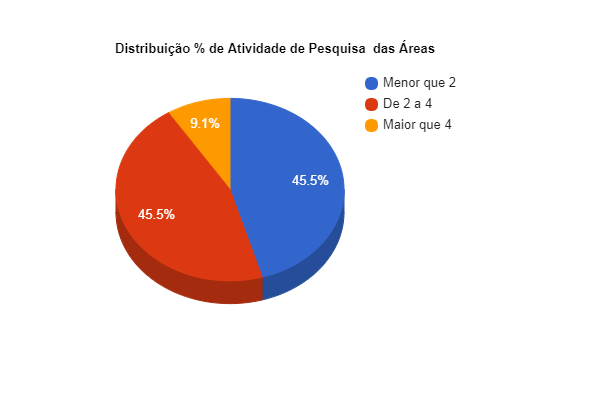 Distribuição % de Atividade de Pesquisa  das Áreas
Menor que 2
De 2 a 4
Maior que 4
9.1%
45.5%
45.5%